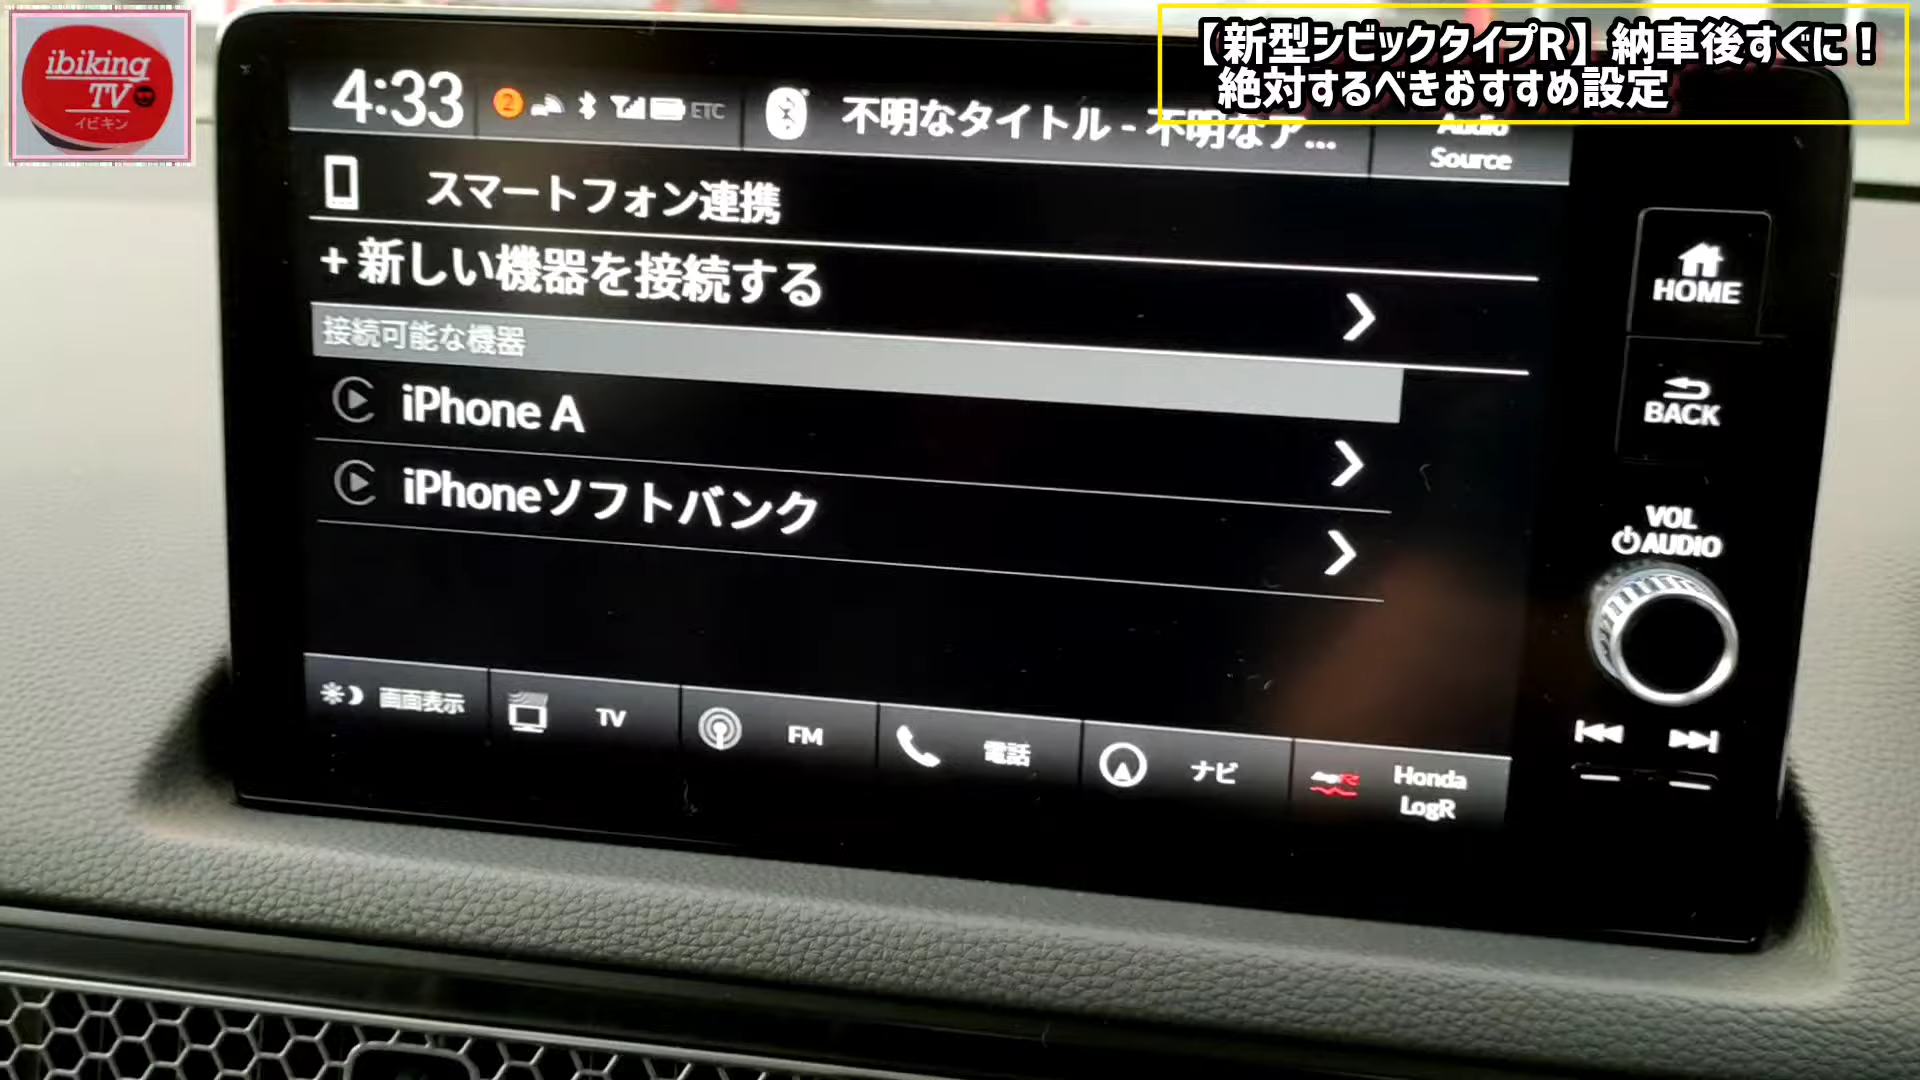 ibiking
TV
イビキン
【新型シビックタイプR】納車後すぐに！
絶対するべきおすすめ設定
4:33
2
ETC
不明なタイトル - 不明なア...
Audio
Source
スマートフォン連携
+ 新しい機器を接続する
接続可能な機器
iPhone A
iPhoneソフトバンク
画面表示
TV
FM
電話
ナビ
Honda
LogR
HOME
BACK
VOL
AUDIO